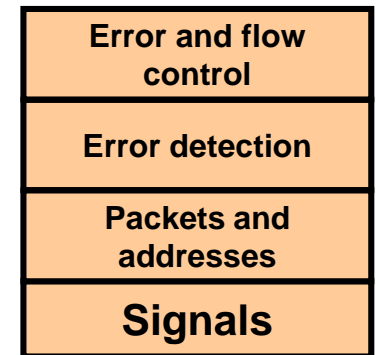 Error and flow
control
Error detection
Packets and
addresses
Signals